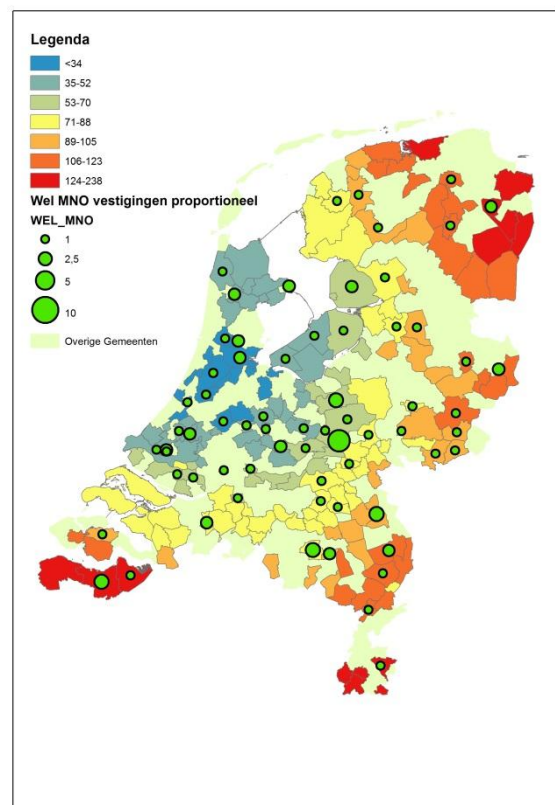 Legenda
<34
35-52
53-70
71-88
89-105
106-123
124-238
Wel MNO vestigingen proportioneel
WEL_MNO
1
2,5
5
10
Overige Gemeenten